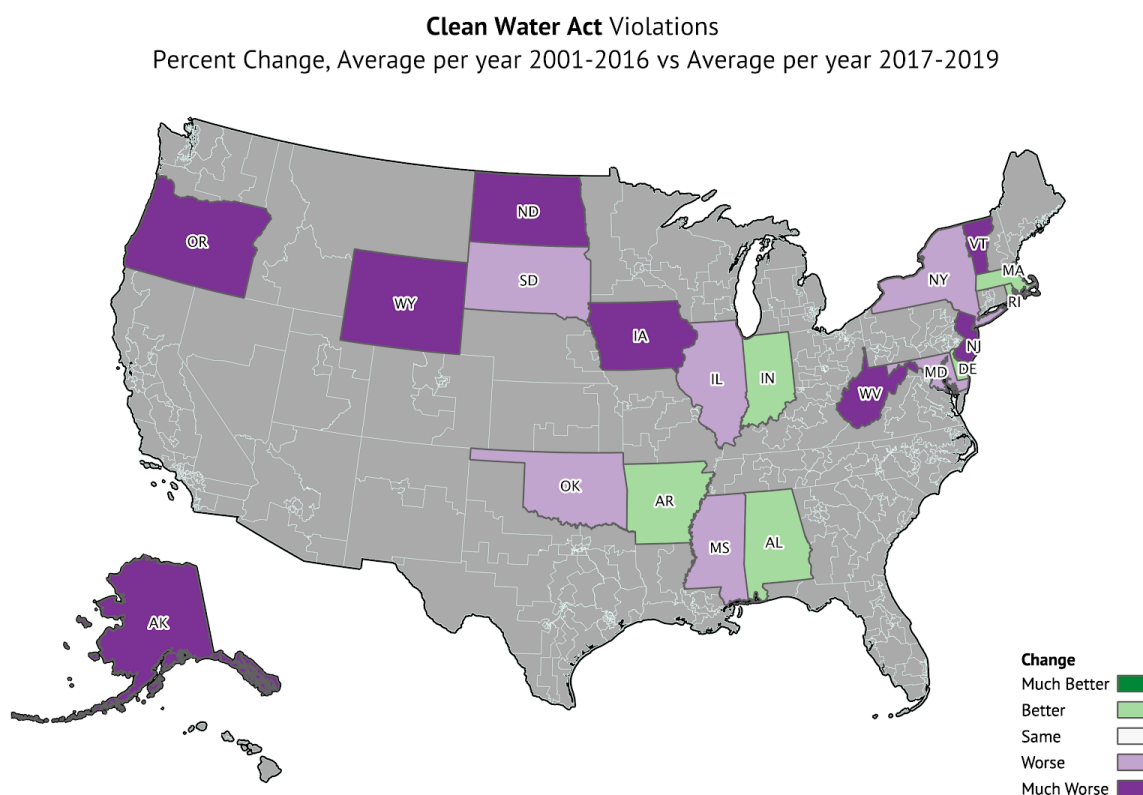 Clean Water Act Violations
Percent Change, Average per year 2001-2016 vs Average per year 2017-2019
ND
OR
VT
MA
NY
SD
RI
WY
IA
NJ
DE
MD
IL
IN
WV
OK
AR
MS
AL
AK
Change
Much Better
Better
Same
Worse
Much Worse